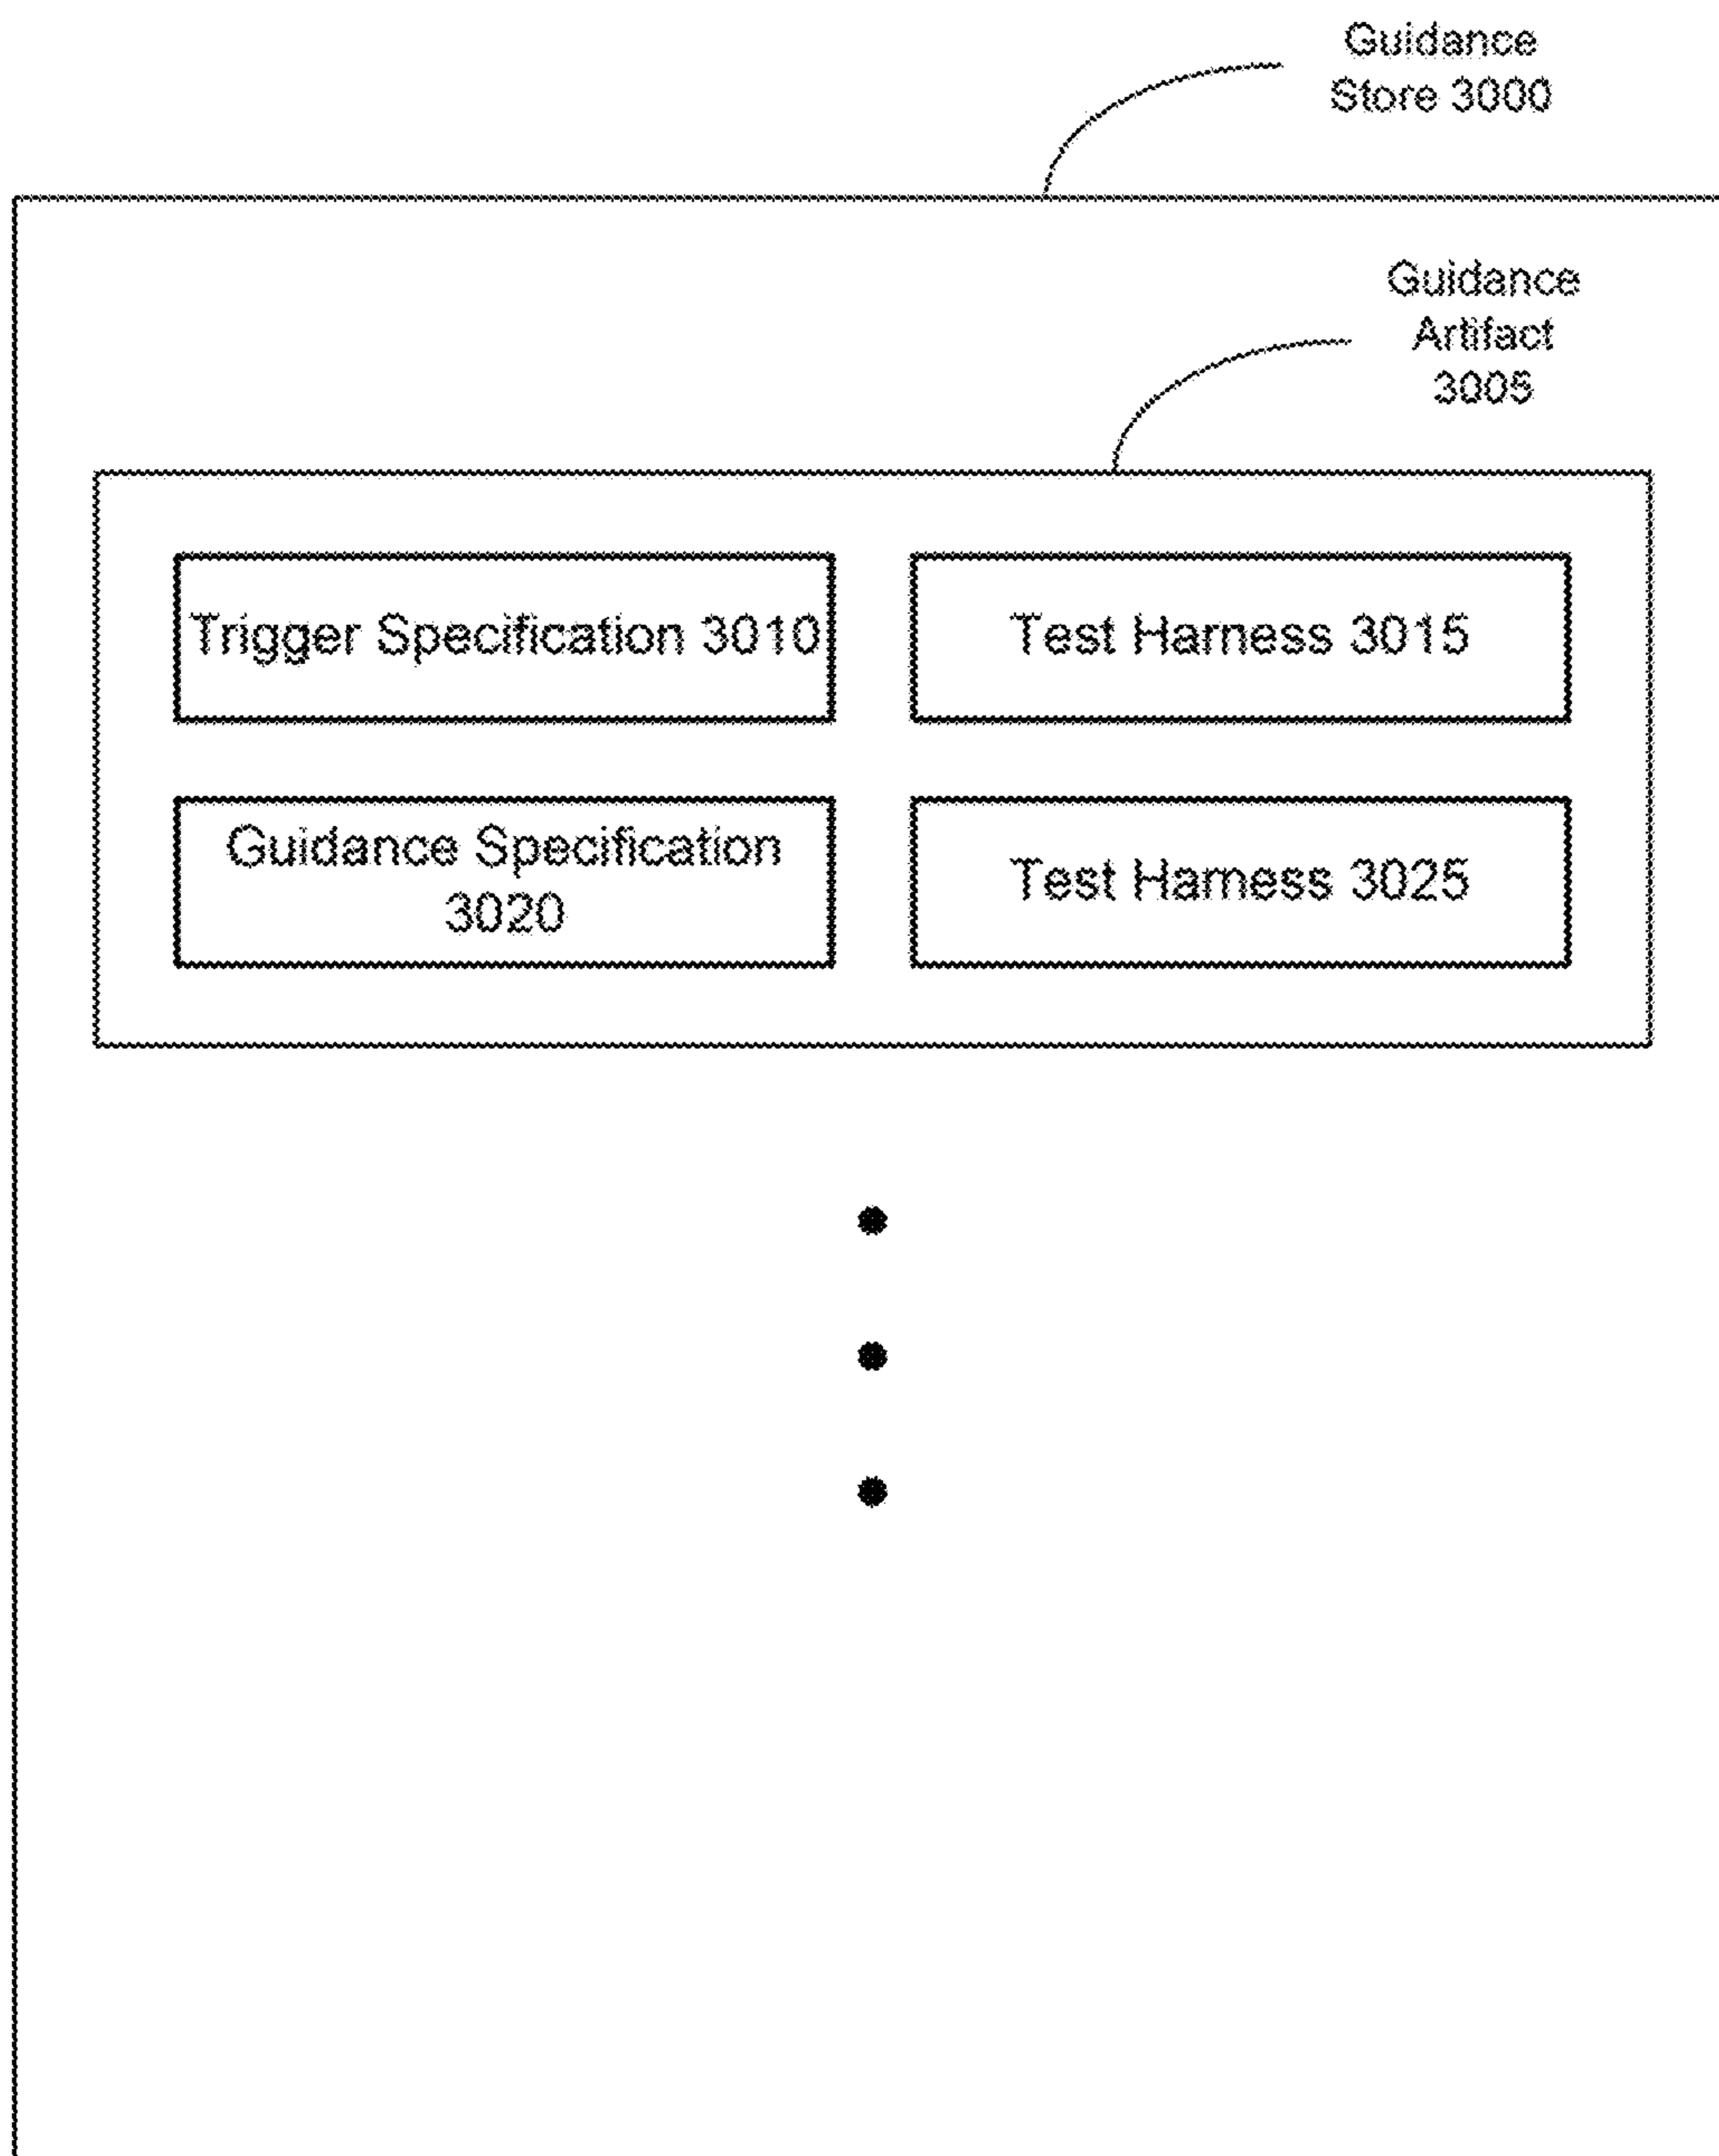 Guidance
Store 3000
Guidance
Artifact
3005
Trigger Specification 3010
Test Harness 3015
Guidance Specification
3020
Test Harness 3025